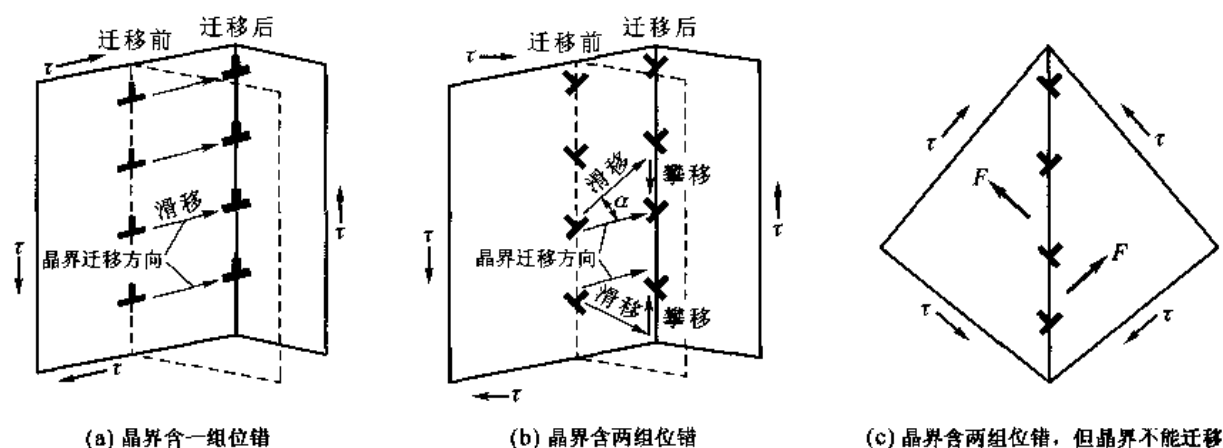 迁移前
迁移后
τ
滑移
晶界迁移方向
τ
τ
τ
(a) 晶界含一组位错
迁移前
迁移后
τ
滑移
攀移
α
晶界迁移方向
滑移
攀移
τ
τ
τ
(b) 晶界含两组位错
τ
τ
F
F
τ
τ
(c) 晶界含两组位错，但晶界不能迁移